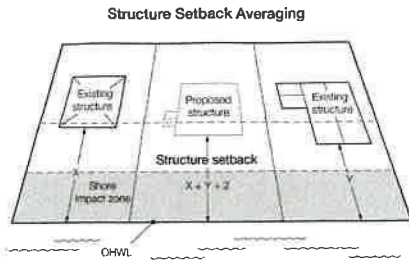 Structure Setback Averaging
Existing
structure
Proposed
structure
Existing
structure
Structure setback
X
X + Y ÷ 2
Y
Shore
impact zone
OHWL